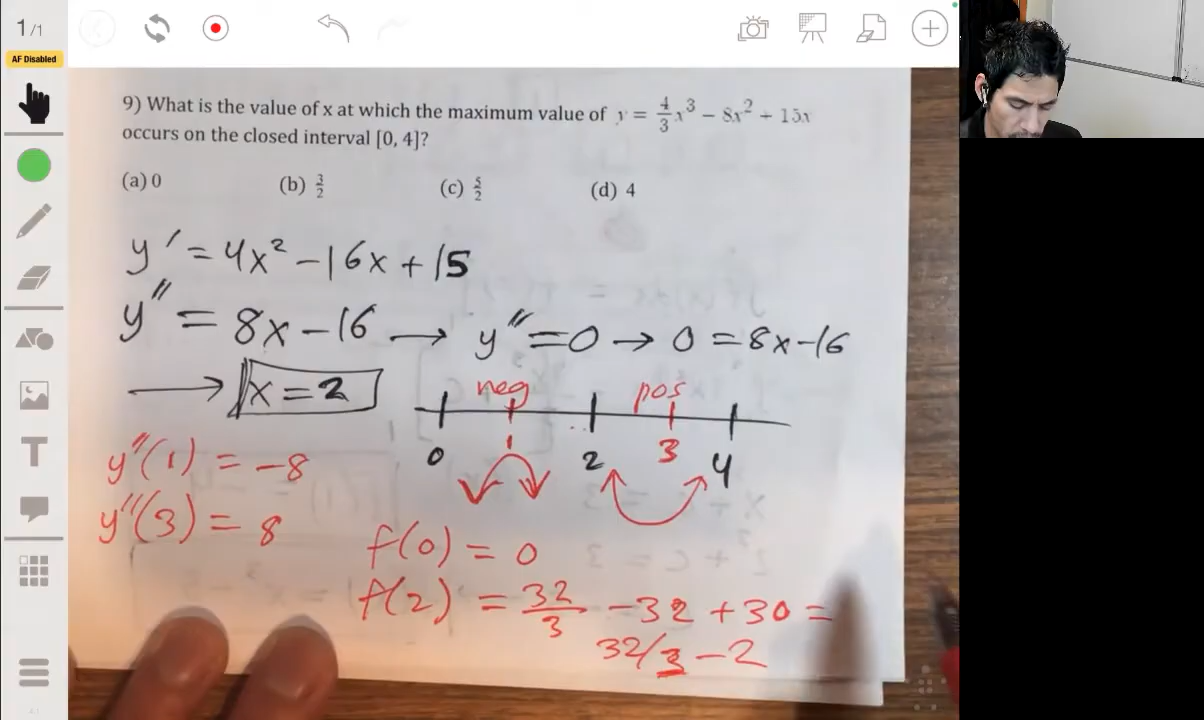 1/1
AF Disabled
9) What is the value of x at which the maximum value of y = 4/3 x³ − 8x² + 15x
occurs on the closed interval [0, 4]?
(a) 0 (b) 3/2 (c) 5/2 (d) 4
y′ = 4x² − 16x + 15
y″ = 8x − 16 → y″ = 0 → 0 = 8x − 16
→ x = 2
neg pos
0 1 2 3 4
y″(1) = −8
y″(3) = 8
f(0) = 0
f(2) = 32/3 − 32 + 30 =
32/3 − 2
T